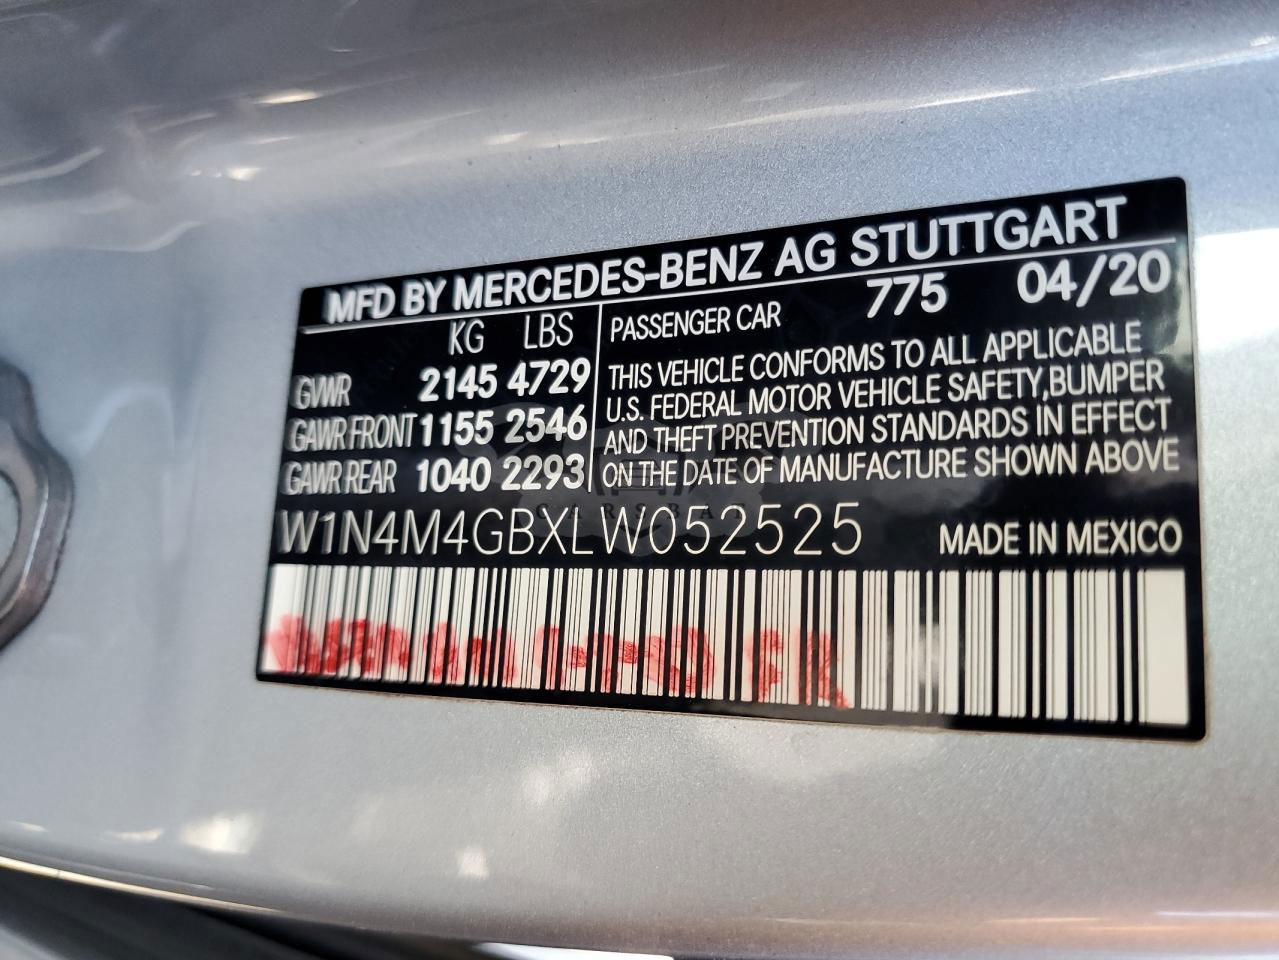 MFD BY MERCEDES-BENZ AG STUTTGART
KG LBS
GVWR 2145 4729
GAWR FRONT 1155 2546
GAWR REAR 1040 2293
PASSENGER CAR 775 04/20
THIS VEHICLE CONFORMS TO ALL APPLICABLE
U.S. FEDERAL MOTOR VEHICLE SAFETY,BUMPER
AND THEFT PREVENTION STANDARDS IN EFFECT
ON THE DATE OF MANUFACTURE SHOWN ABOVE
CARSBAT
W1N4M4GBXLW052525 MADE IN MEXICO